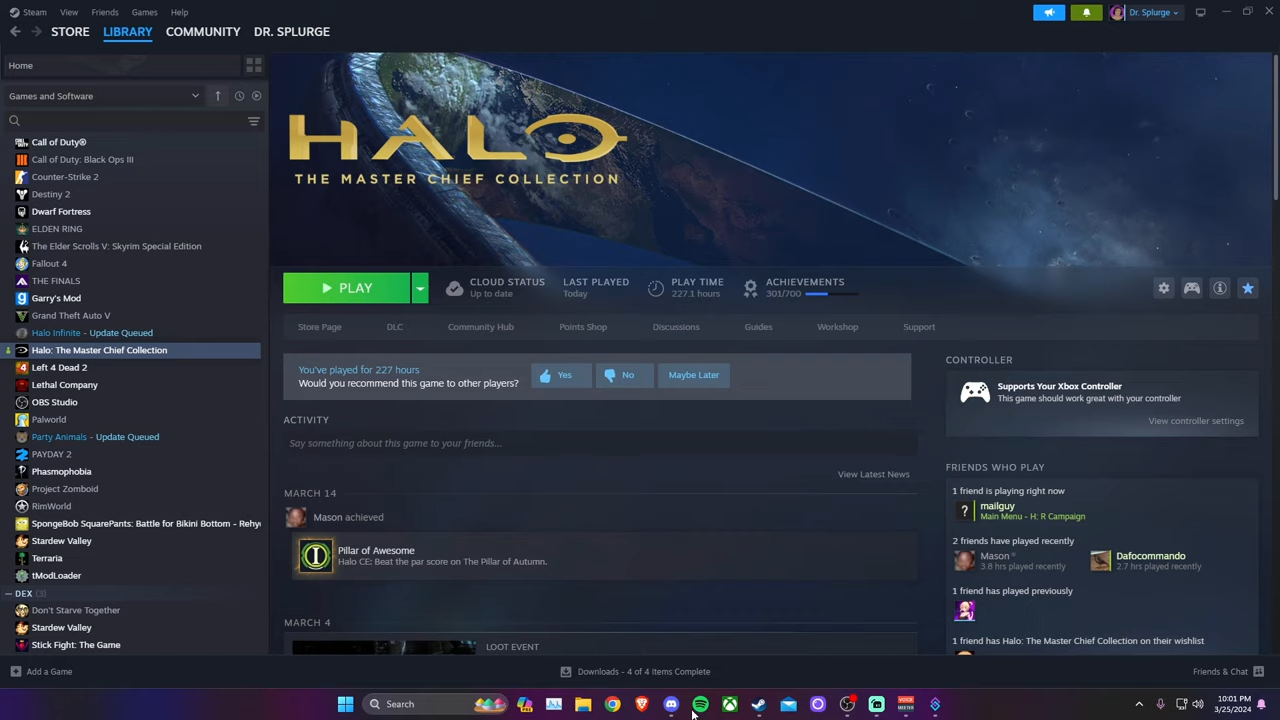 Steam View Friends Games Help Dr. Splurge
STORE LIBRARY COMMUNITY DR. SPLURGE
Home
Games and Software
Call of Duty®
Call of Duty: Black Ops III
Counter-Strike 2
Destiny 2
Dwarf Fortress
ELDEN RING
The Elder Scrolls V: Skyrim Special Edition
Fallout 4
THE FINALS
Garry's Mod
Grand Theft Auto V
Halo Infinite - Update Queued
Halo: The Master Chief Collection
Left 4 Dead 2
Lethal Company
OBS Studio
Palworld
Party Animals - Update Queued
PAYDAY 2
Phasmophobia
Project Zomboid
RimWorld
SpongeBob SquarePants: Battle for Bikini Bottom - Rehy
Stardew Valley
Terraria
tModLoader
DEX (3)
Don't Starve Together
Stardew Valley
Stick Fight: The Game
HALO
THE MASTER CHIEF COLLECTION
PLAY
CLOUD STATUS
Up to date
LAST PLAYED
Today
PLAY TIME
227.1 hours
ACHIEVEMENTS
301/700
Store Page DLC Community Hub Points Shop Discussions Guides Workshop Support
You've played for 227 hours
Would you recommend this game to other players?
Yes No Maybe Later
ACTIVITY
Say something about this game to your friends...
View Latest News
MARCH 14
Mason achieved
Pillar of Awesome
Halo CE: Beat the par score on The Pillar of Autumn.
MARCH 4
LOOT EVENT
CONTROLLER
Supports Your Xbox Controller
This game should work great with your controller
View controller settings
FRIENDS WHO PLAY
1 friend is playing right now
mailguy
Main Menu - H: R Campaign
2 friends have played recently
Mason
3.8 hrs played recently
Dafocommando
2.7 hrs played recently
1 friend has played previously
1 friend has Halo: The Master Chief Collection on their wishlist
Add a Game
Downloads - 4 of 4 Items Complete
Friends & Chat
Search
10:01 PM
3/25/2024